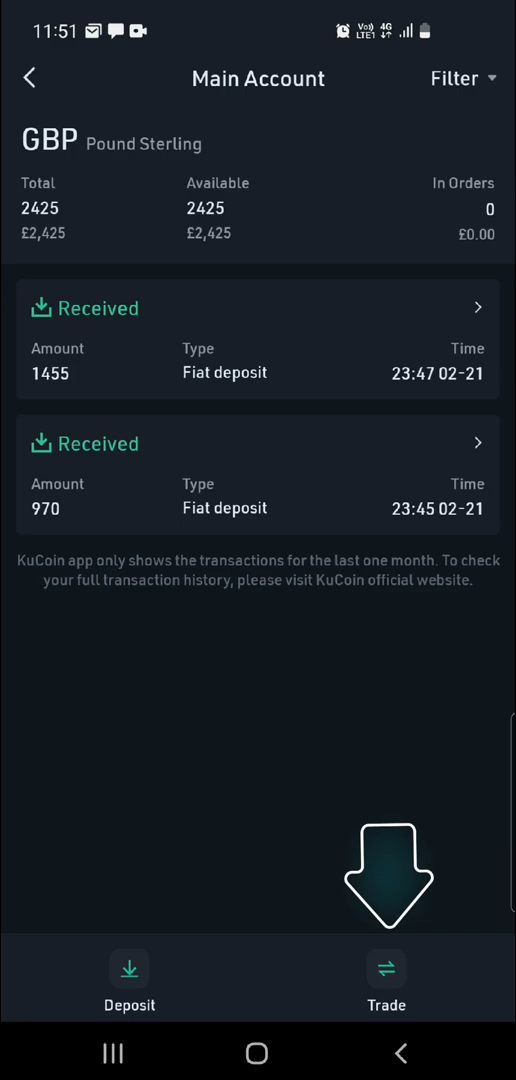 11:51 Vo) LTE1 4G
Main Account Filter
GBP Pound Sterling
Total Available In Orders
2425 2425 0
£2,425 £2,425 £0.00
Received
Amount Type Time
1455 Fiat deposit 23:47 02-21
Received
Amount Type Time
970 Fiat deposit 23:45 02-21
KuCoin app only shows the transactions for the last one month. To check
your full transaction history, please visit KuCoin official website.
Deposit Trade